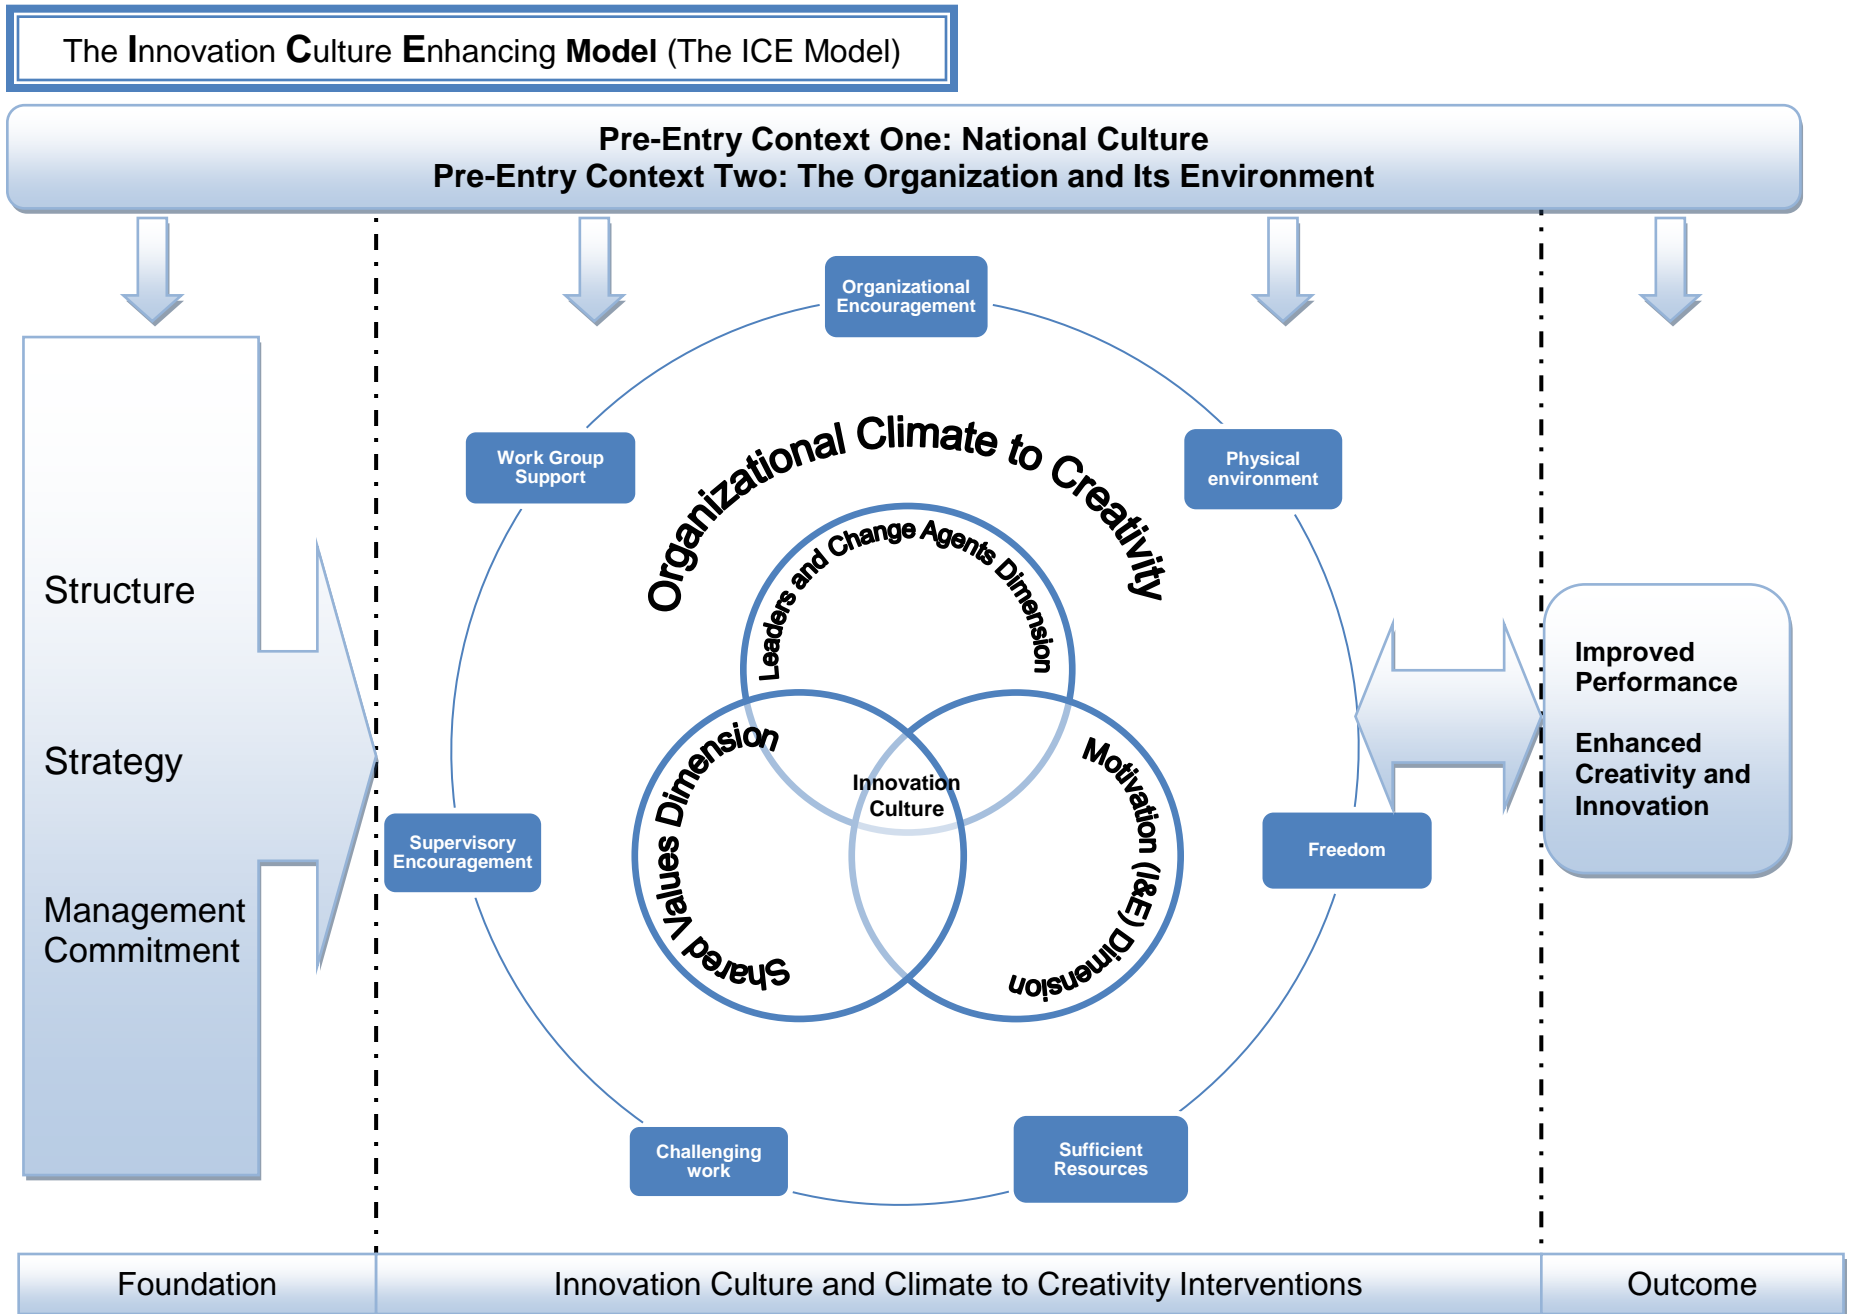 The Innovation Culture Enhancing Model (The ICE Model)
Pre-Entry Context One: National Culture
Pre-Entry Context Two: The Organization and Its Environment
Structure
Strategy
Management
Commitment
Organizational
Encouragement
Work Group
Support
Physical
environment
Organizational Climate to Creativity
Leaders and Change Agents Dimension
Shared Values Dimension
Motivation (I&E) Dimension
Innovation
Culture
Supervisory
Encouragement
Freedom
Challenging
work
Sufficient
Resources
Improved
Performance
Enhanced
Creativity and
Innovation
Foundation
Innovation Culture and Climate to Creativity Interventions
Outcome